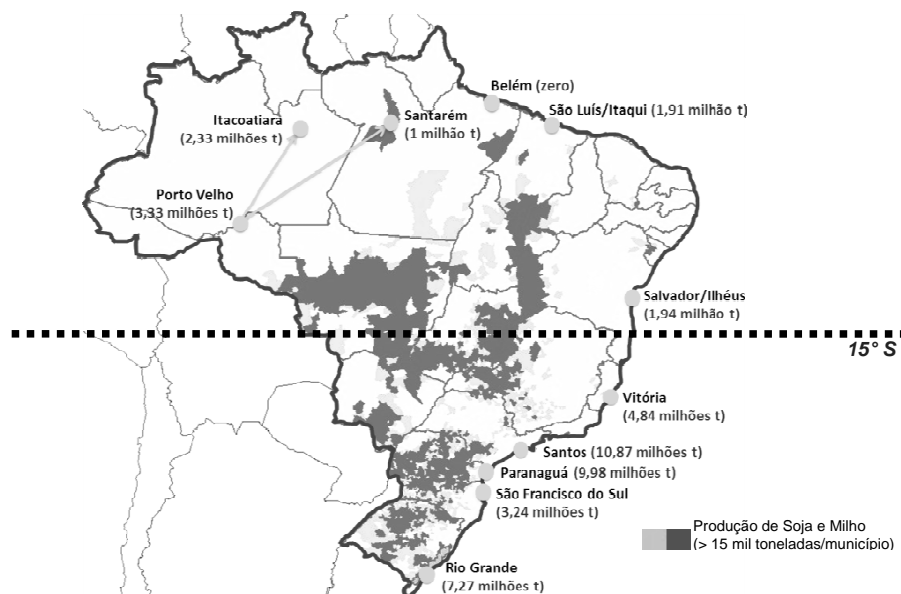 Belém (zero)
São Luís/Itaqui (1,91 milhão t)
Itacoatiara
(2,33 milhões t)
Santarém
(1 milhão t)
Porto Velho
(3,33 milhões t)
Salvador/Ilhéus
(1,94 milhão t)
15° S
Vitória
(4,84 milhões t)
Santos (10,87 milhões t)
Paranaguá (9,98 milhões t)
São Francisco do Sul
(3,24 milhões t)
Produção de Soja e Milho
(> 15 mil toneladas/município)
Rio Grande
(7,27 milhões t)